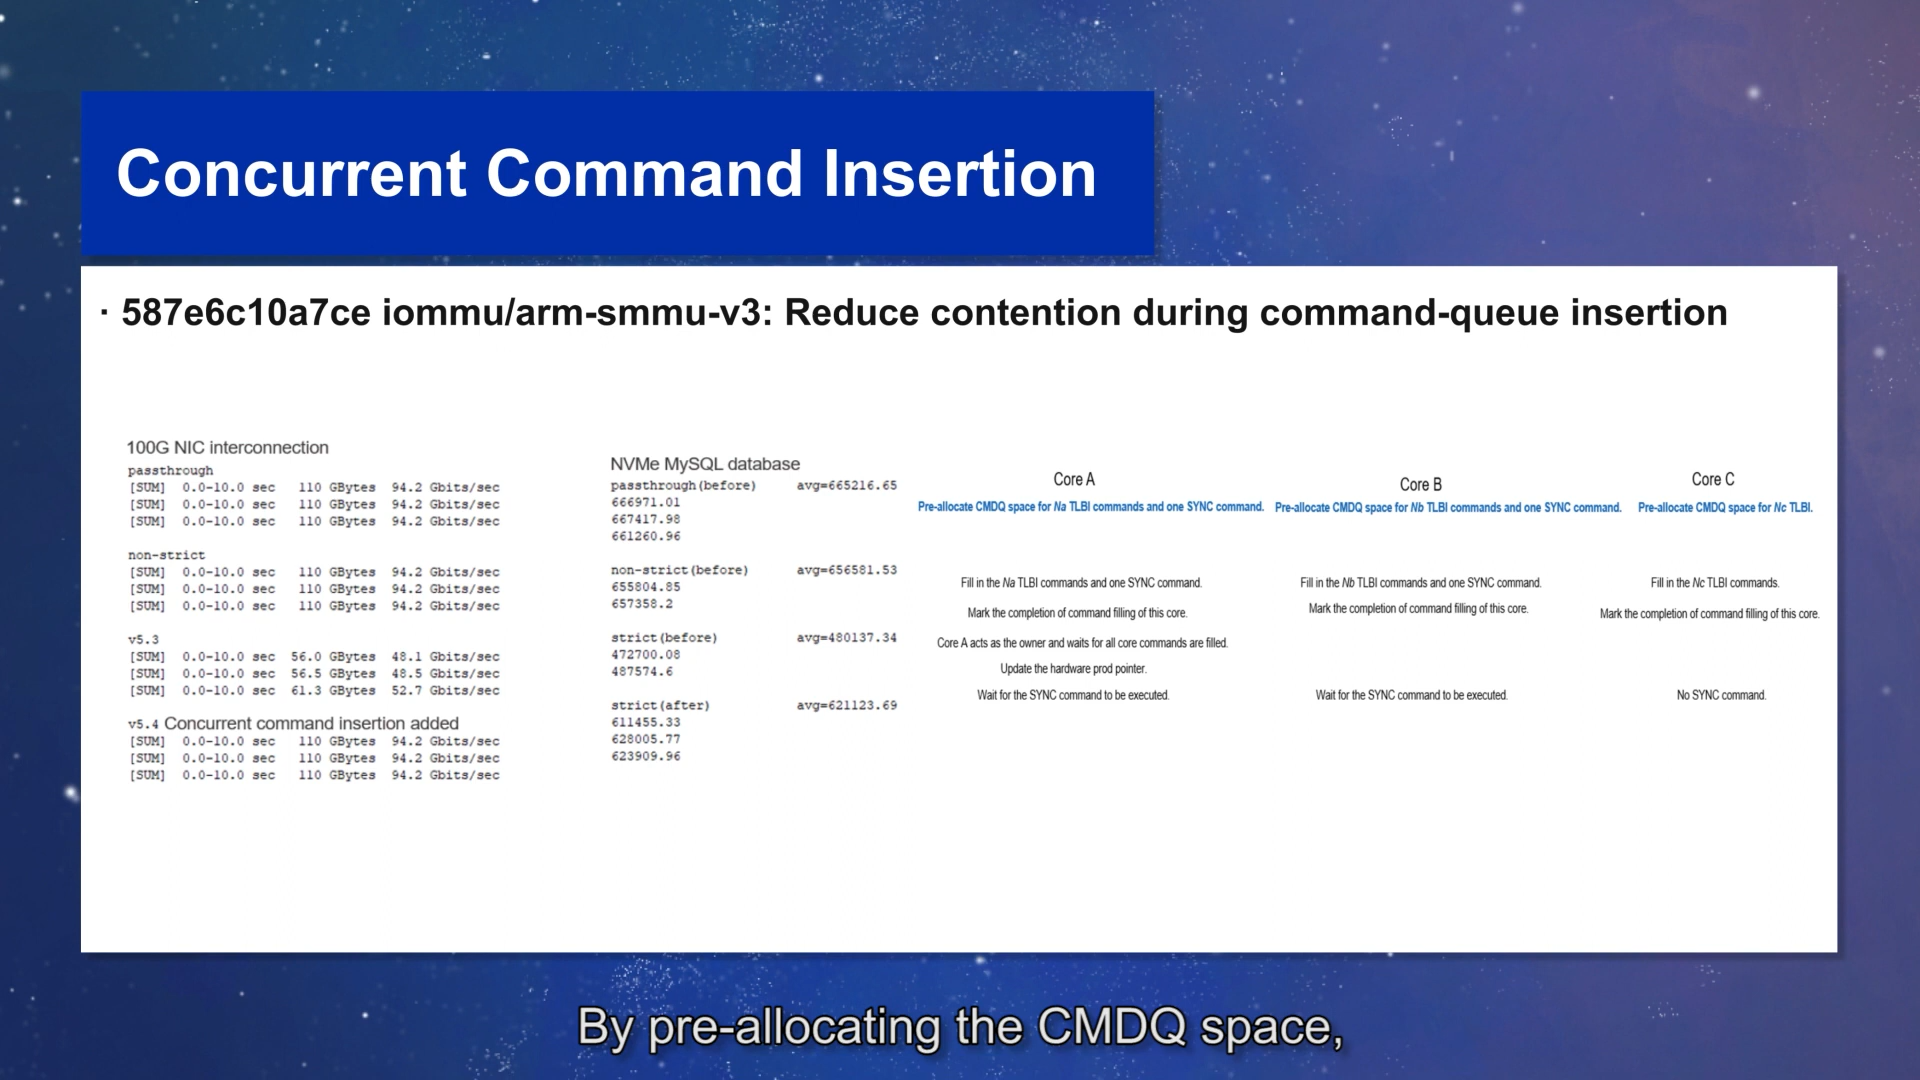 Concurrent Command Insertion
· 587e6c10a7ce iommu/arm-smmu-v3: Reduce contention during command-queue insertion
100G NIC interconnection
passthrough
[SUM] 0.0-10.0 sec 110 GBytes 94.2 Gbits/sec
[SUM] 0.0-10.0 sec 110 GBytes 94.2 Gbits/sec
[SUM] 0.0-10.0 sec 110 GBytes 94.2 Gbits/sec
non-strict
[SUM] 0.0-10.0 sec 110 GBytes 94.2 Gbits/sec
[SUM] 0.0-10.0 sec 110 GBytes 94.2 Gbits/sec
[SUM] 0.0-10.0 sec 110 GBytes 94.2 Gbits/sec
v5.3
[SUM] 0.0-10.0 sec 56.0 GBytes 48.1 Gbits/sec
[SUM] 0.0-10.0 sec 56.5 GBytes 48.5 Gbits/sec
[SUM] 0.0-10.0 sec 61.3 GBytes 52.7 Gbits/sec
v5.4 Concurrent command insertion added
[SUM] 0.0-10.0 sec 110 GBytes 94.2 Gbits/sec
[SUM] 0.0-10.0 sec 110 GBytes 94.2 Gbits/sec
[SUM] 0.0-10.0 sec 110 GBytes 94.2 Gbits/sec
NVMe MySQL database
passthrough(before) avg=665216.65
666971.01
667417.98
661260.96
non-strict(before) avg=656581.53
655804.85
657358.2
strict(before) avg=480137.34
472700.08
487574.6
strict(after) avg=621123.69
611455.33
628005.77
623909.96
Core A
Pre-allocate CMDQ space for Na TLBI commands and one SYNC command.
Fill in the Na TLBI commands and one SYNC command.
Mark the completion of command filling of this core.
Core A acts as the owner and waits for all core commands are filled.
Update the hardware prod pointer.
Wait for the SYNC command to be executed.
Core B
Pre-allocate CMDQ space for Nb TLBI commands and one SYNC command.
Fill in the Nb TLBI commands and one SYNC command.
Mark the completion of command filling of this core.
Wait for the SYNC command to be executed.
Core C
Pre-allocate CMDQ space for Nc TLBI.
Fill in the Nc TLBI commands.
Mark the completion of command filling of this core.
No SYNC command.
By pre-allocating the CMDQ space,